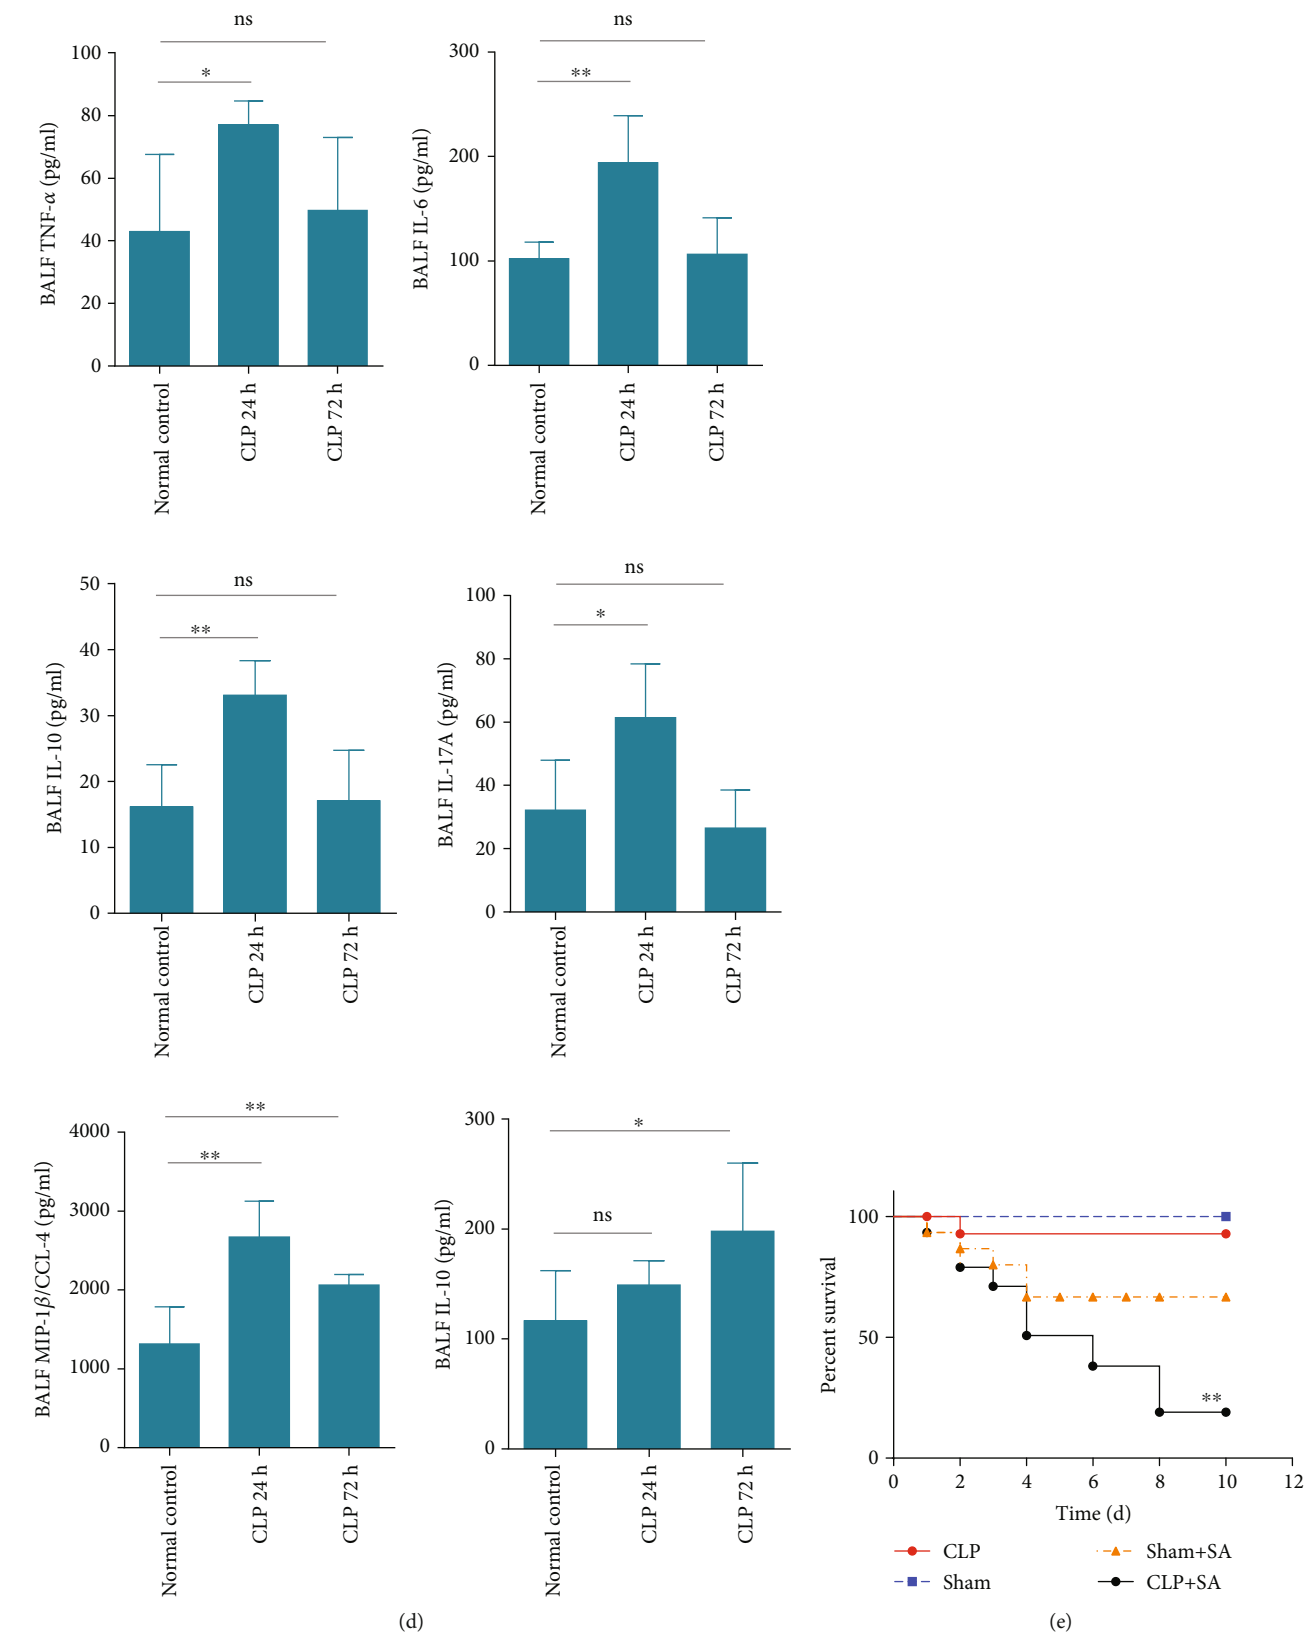 ns
*
100
80
60
40
20
0
BALF TNF-α (pg/ml)
Normal control
CLP 24 h
CLP 72 h
ns
**
300
200
100
0
BALF IL-6 (pg/ml)
Normal control
CLP 24 h
CLP 72 h
ns
**
50
40
30
20
10
0
BALF IL-10 (pg/ml)
Normal control
CLP 24 h
CLP 72 h
ns
*
100
80
60
40
20
0
BALF IL-17A (pg/ml)
Normal control
CLP 24 h
CLP 72 h
**
**
4000
3000
2000
1000
0
BALF MIP-1β/CCL-4 (pg/ml)
Normal control
CLP 24 h
CLP 72 h
*
ns
300
200
100
0
BALF IL-10 (pg/ml)
Normal control
CLP 24 h
CLP 72 h
(d)
100
50
0
Percent survival
**
0 2 4 6 8 10 12
Time (d)
CLP
Sham
Sham+SA
CLP+SA
(e)